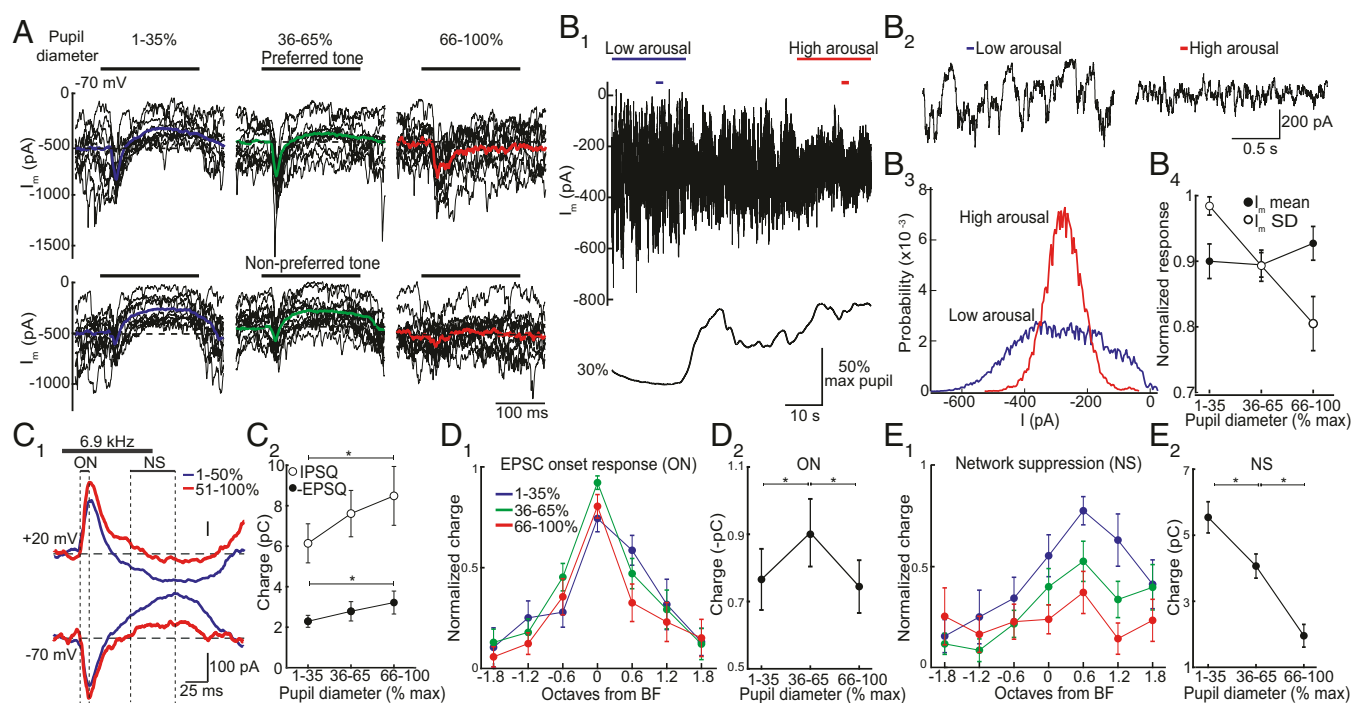 A
Pupil
diameter
1-35%
36-65%
66-100%
Preferred tone
-70 mV
0
-500
-1000
-1500
I_m (pA)
Non-preferred tone
0
-500
-1000
I_m (pA)
100 ms
B1
Low arousal
High arousal
0
-200
-400
-600
-800
I_m (pA)
30%
50%
max pupil
10 s
B2
Low arousal
High arousal
200 pA
0.5 s
B3
High arousal
Low arousal
Probability (x10⁻³)
8
6
4
2
0
-600
-400
-200
0
I (pA)
B4
I_m mean
I_m SD
Normalized response
1
0.9
0.8
0.7
1-35
36-65
66-100
Pupil diameter (% max)
C1
6.9 kHz
ON
NS
1-50%
51-100%
+20 mV
-70 mV
100 pA
25 ms
C2
IPSQ
-EPSQ
*
*
Charge (pC)
10
8
6
4
2
0
1-35
36-65
66-100
Pupil diameter (% max)
D1
EPSC onset response (ON)
1-35%
36-65%
66-100%
Normalized charge
1
0.5
0
-1.8
-1.2
-0.6
0
0.6
1.2
1.8
Octaves from BF
D2
ON
*
*
Charge (-pC)
1.1
0.9
0.7
0.5
1-35
36-65
66-100
Pupil diameter (% max)
E1
Network suppression (NS)
Normalized charge
1
0.5
0
-1.8
-1.2
-0.6
0
0.6
1.2
1.8
Octaves from BF
E2
NS
*
*
Charge (pC)
7
5
3
1
1-35
36-65
66-100
Pupil diameter (% max)